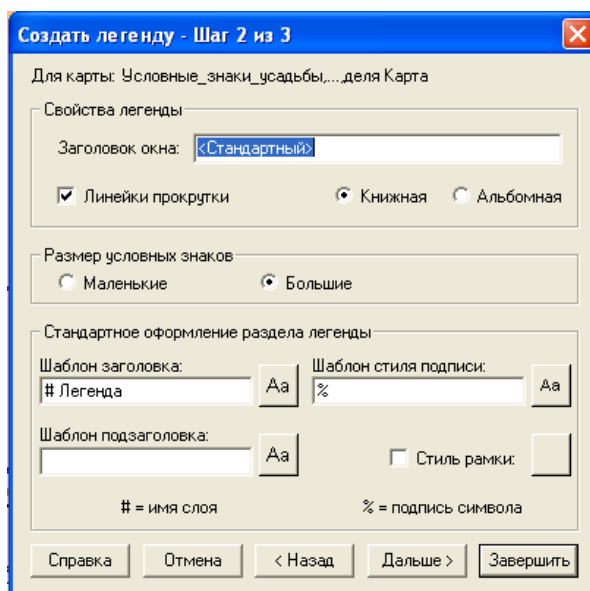 Создать легенду - Шаг 2 из 3
Для карты: Условные_знаки_усадьбы,...,деля Карта
Свойства легенды
Заголовок окна: <Стандартный>
Линейки прокрутки Книжная Альбомная
Размер условных знаков
Маленькие Большие
Стандартное оформление раздела легенды
Шаблон заголовка: Шаблон стиля подписи:
# Легенда Aa % Aa
Шаблон подзаголовка:
Aa Стиль рамки:
# = имя слоя % = подпись символа
Справка Отмена < Назад Дальше > Завершить